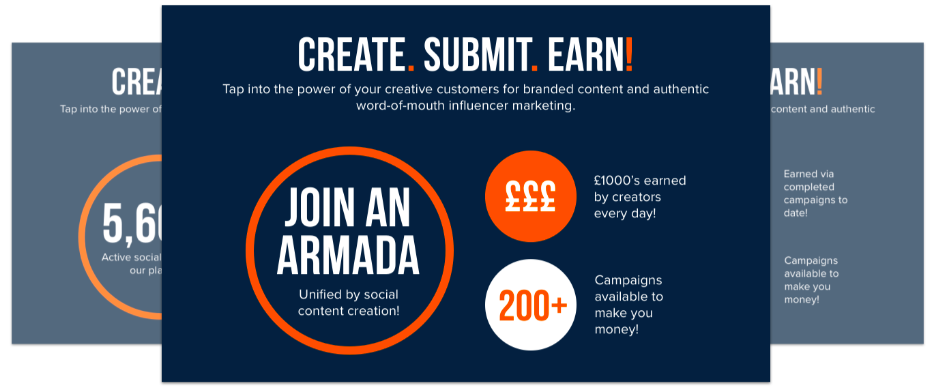 CREATE. SUBMIT. EARN!
Tap into the power of your creative customers for branded content and authentic
word-of-mouth influencer marketing.
JOIN AN
ARMADA
Unified by social
content creation!
£££
£1000's earned
by creators
every day!
200+
Campaigns
available to
make you
money!
CREA
Tap into the power of
5,60
Active social
our pla
ARN!
content and authentic
Earned via
completed
campaigns to
date!
Campaigns
available to
make you
money!